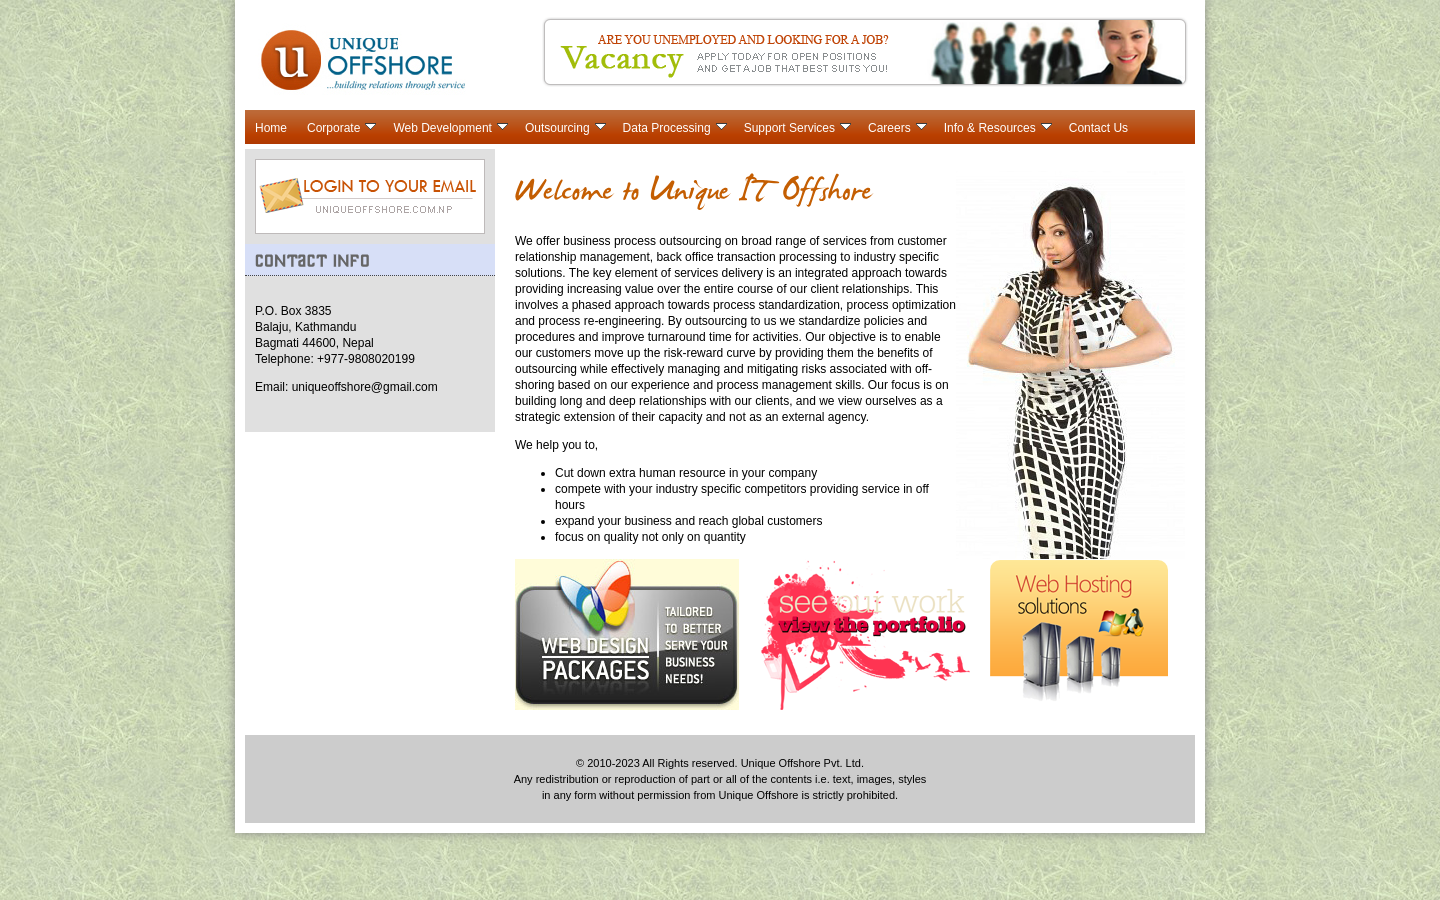 u UNIQUE
OFFSHORE
...building relations through service
ARE YOU UNEMPLOYED AND LOOKING FOR A JOB?
Vacancy
APPLY TODAY FOR OPEN POSITIONS
AND GET A JOB THAT BEST SUITS YOU!
Home Corporate Web Development Outsourcing Data Processing Support Services Careers Info & Resources Contact Us
LOGIN TO YOUR EMAIL
UNIQUEOFFSHORE.COM.NP
CONTACT INFO
P.O. Box 3835
Balaju, Kathmandu
Bagmati 44600, Nepal
Telephone: +977-9808020199
Email: uniqueoffshore@gmail.com
Welcome to Unique IT Offshore
We offer business process outsourcing on broad range of services from customer
relationship management, back office transaction processing to industry specific
solutions. The key element of services delivery is an integrated approach towards
providing increasing value over the entire course of our client relationships. This
involves a phased approach towards process standardization, process optimization
and process re-engineering. By outsourcing to us we standardize policies and
procedures and improve turnaround time for activities. Our objective is to enable
our customers move up the risk-reward curve by providing them the benefits of
outsourcing while effectively managing and mitigating risks associated with off-
shoring based on our experience and process management skills. Our focus is on
building long and deep relationships with our clients, and we view ourselves as a
strategic extension of their capacity and not as an external agency.
We help you to,
• Cut down extra human resource in your company
• compete with your industry specific competitors providing service in off
hours
• expand your business and reach global customers
• focus on quality not only on quantity
WEB DESIGN
PACKAGES
TAILORED
TO BETTER
SERVE YOUR
BUSINESS
NEEDS!
see our work
view the portfolio
Web Hosting
solutions
© 2010-2023 All Rights reserved. Unique Offshore Pvt. Ltd.
Any redistribution or reproduction of part or all of the contents i.e. text, images, styles
in any form without permission from Unique Offshore is strictly prohibited.